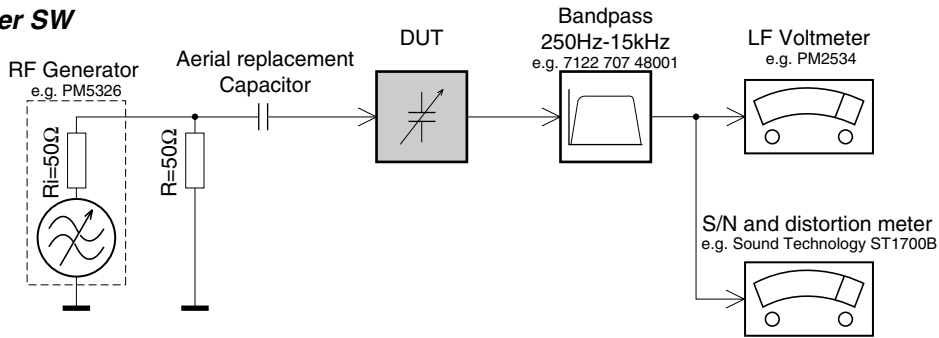 er SW
RF Generator
e.g. PM5326
Ri=50Ω
R=50Ω
Aerial replacement
Capacitor
DUT
Bandpass
250Hz-15kHz
e.g. 7122 707 48001
LF Voltmeter
e.g. PM2534
S/N and distortion meter
e.g. Sound Technology ST1700B